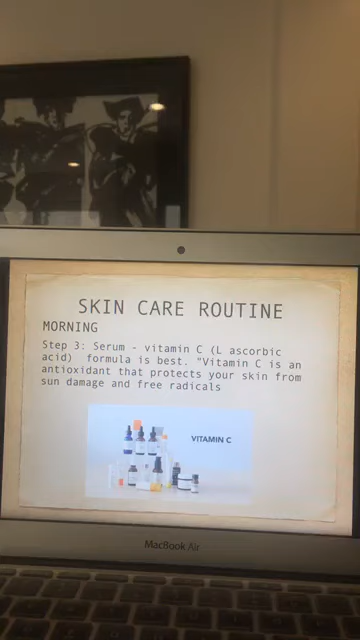 SKIN CARE ROUTINE
MORNING
Step 3: Serum - vitamin C (L ascorbic
acid)  formula is best. "Vitamin C is an
antioxidant that protects your skin from
sun damage and free radicals
VITAMIN C
MacBook Air